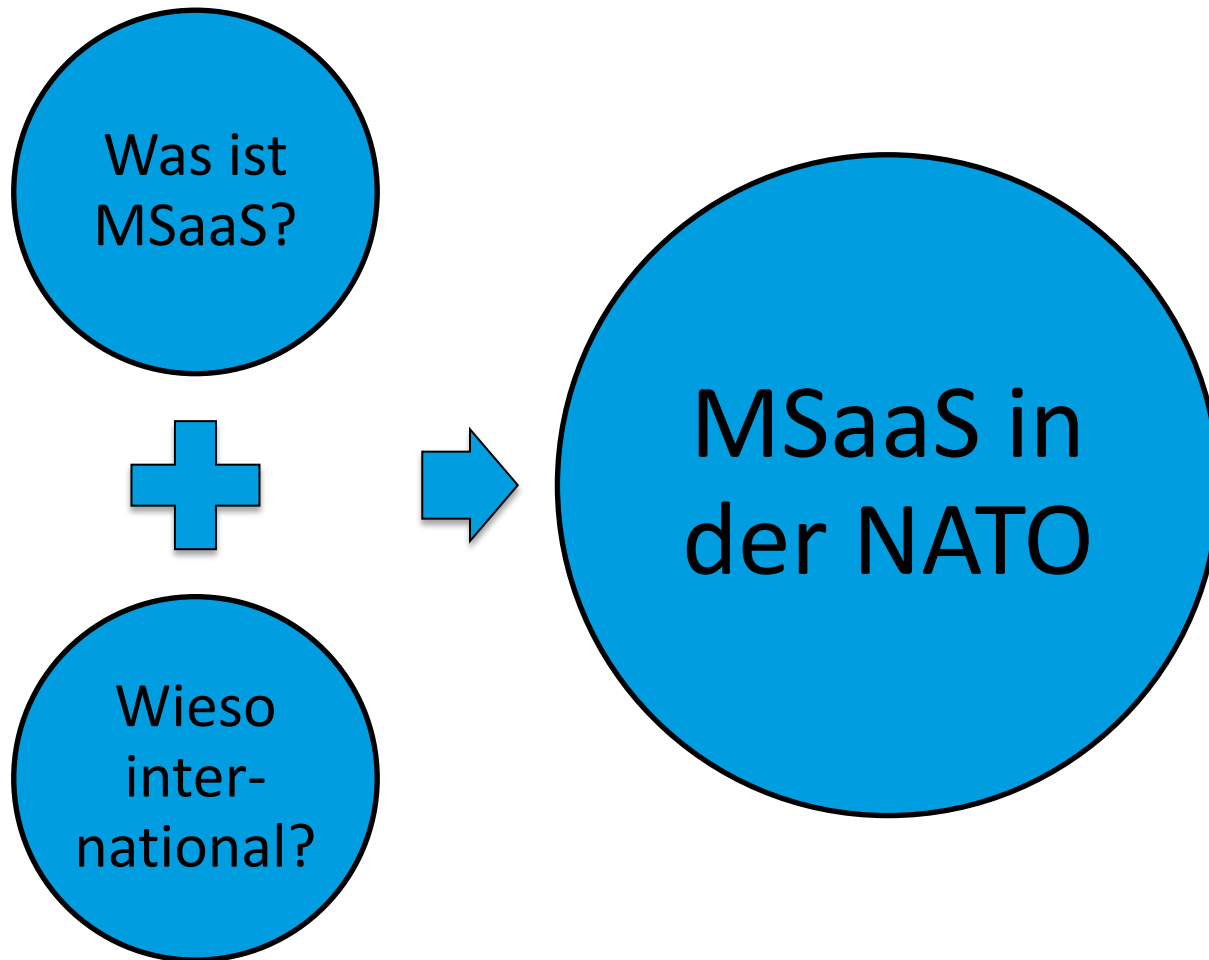 Was ist
MSaaS?
Wieso
inter-
national?
MSaaS in
der NATO